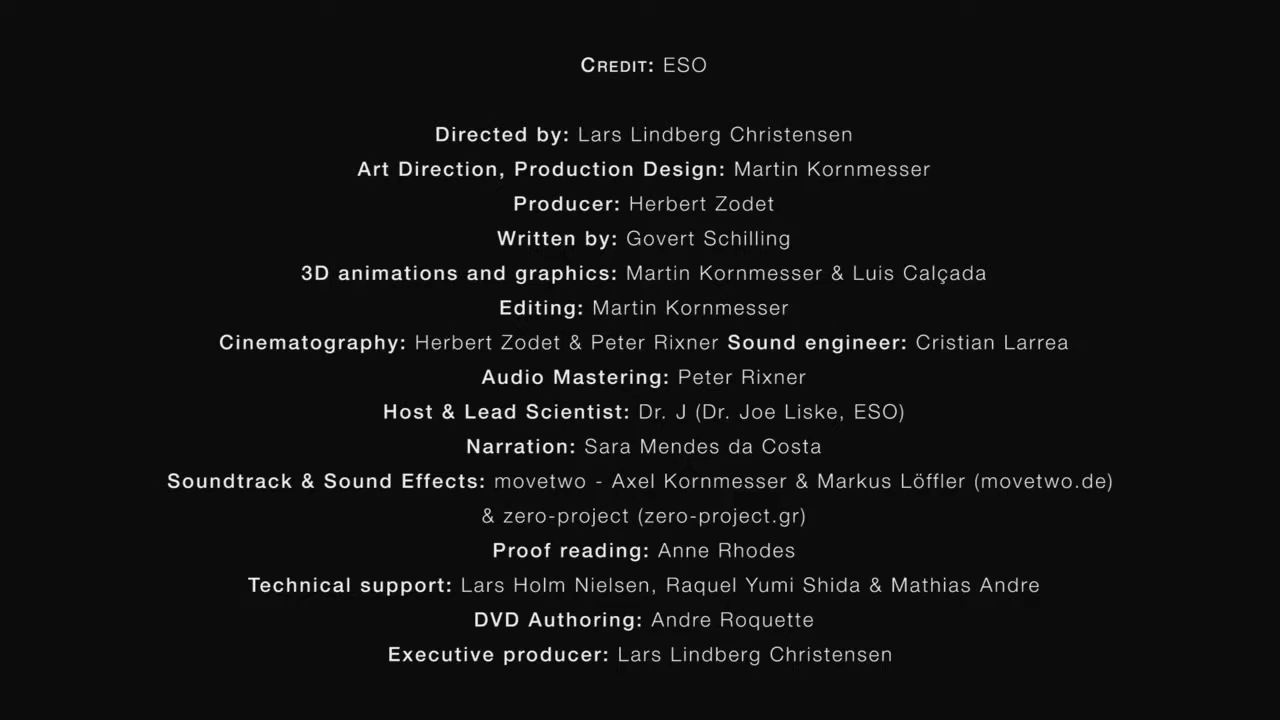 CREDIT: ESO
Directed by: Lars Lindberg Christensen
Art Direction, Production Design: Martin Kornmesser
Producer: Herbert Zodet
Written by: Govert Schilling
3D animations and graphics: Martin Kornmesser & Luis Calçada
Editing: Martin Kornmesser
Cinematography: Herbert Zodet & Peter Rixner Sound engineer: Cristian Larrea
Audio Mastering: Peter Rixner
Host & Lead Scientist: Dr. J (Dr. Joe Liske, ESO)
Narration: Sara Mendes da Costa
Soundtrack & Sound Effects: movetwo - Axel Kornmesser & Markus Löffler (movetwo.de)
& zero-project (zero-project.gr)
Proof reading: Anne Rhodes
Technical support: Lars Holm Nielsen, Raquel Yumi Shida & Mathias Andre
DVD Authoring: Andre Roquette
Executive producer: Lars Lindberg Christensen